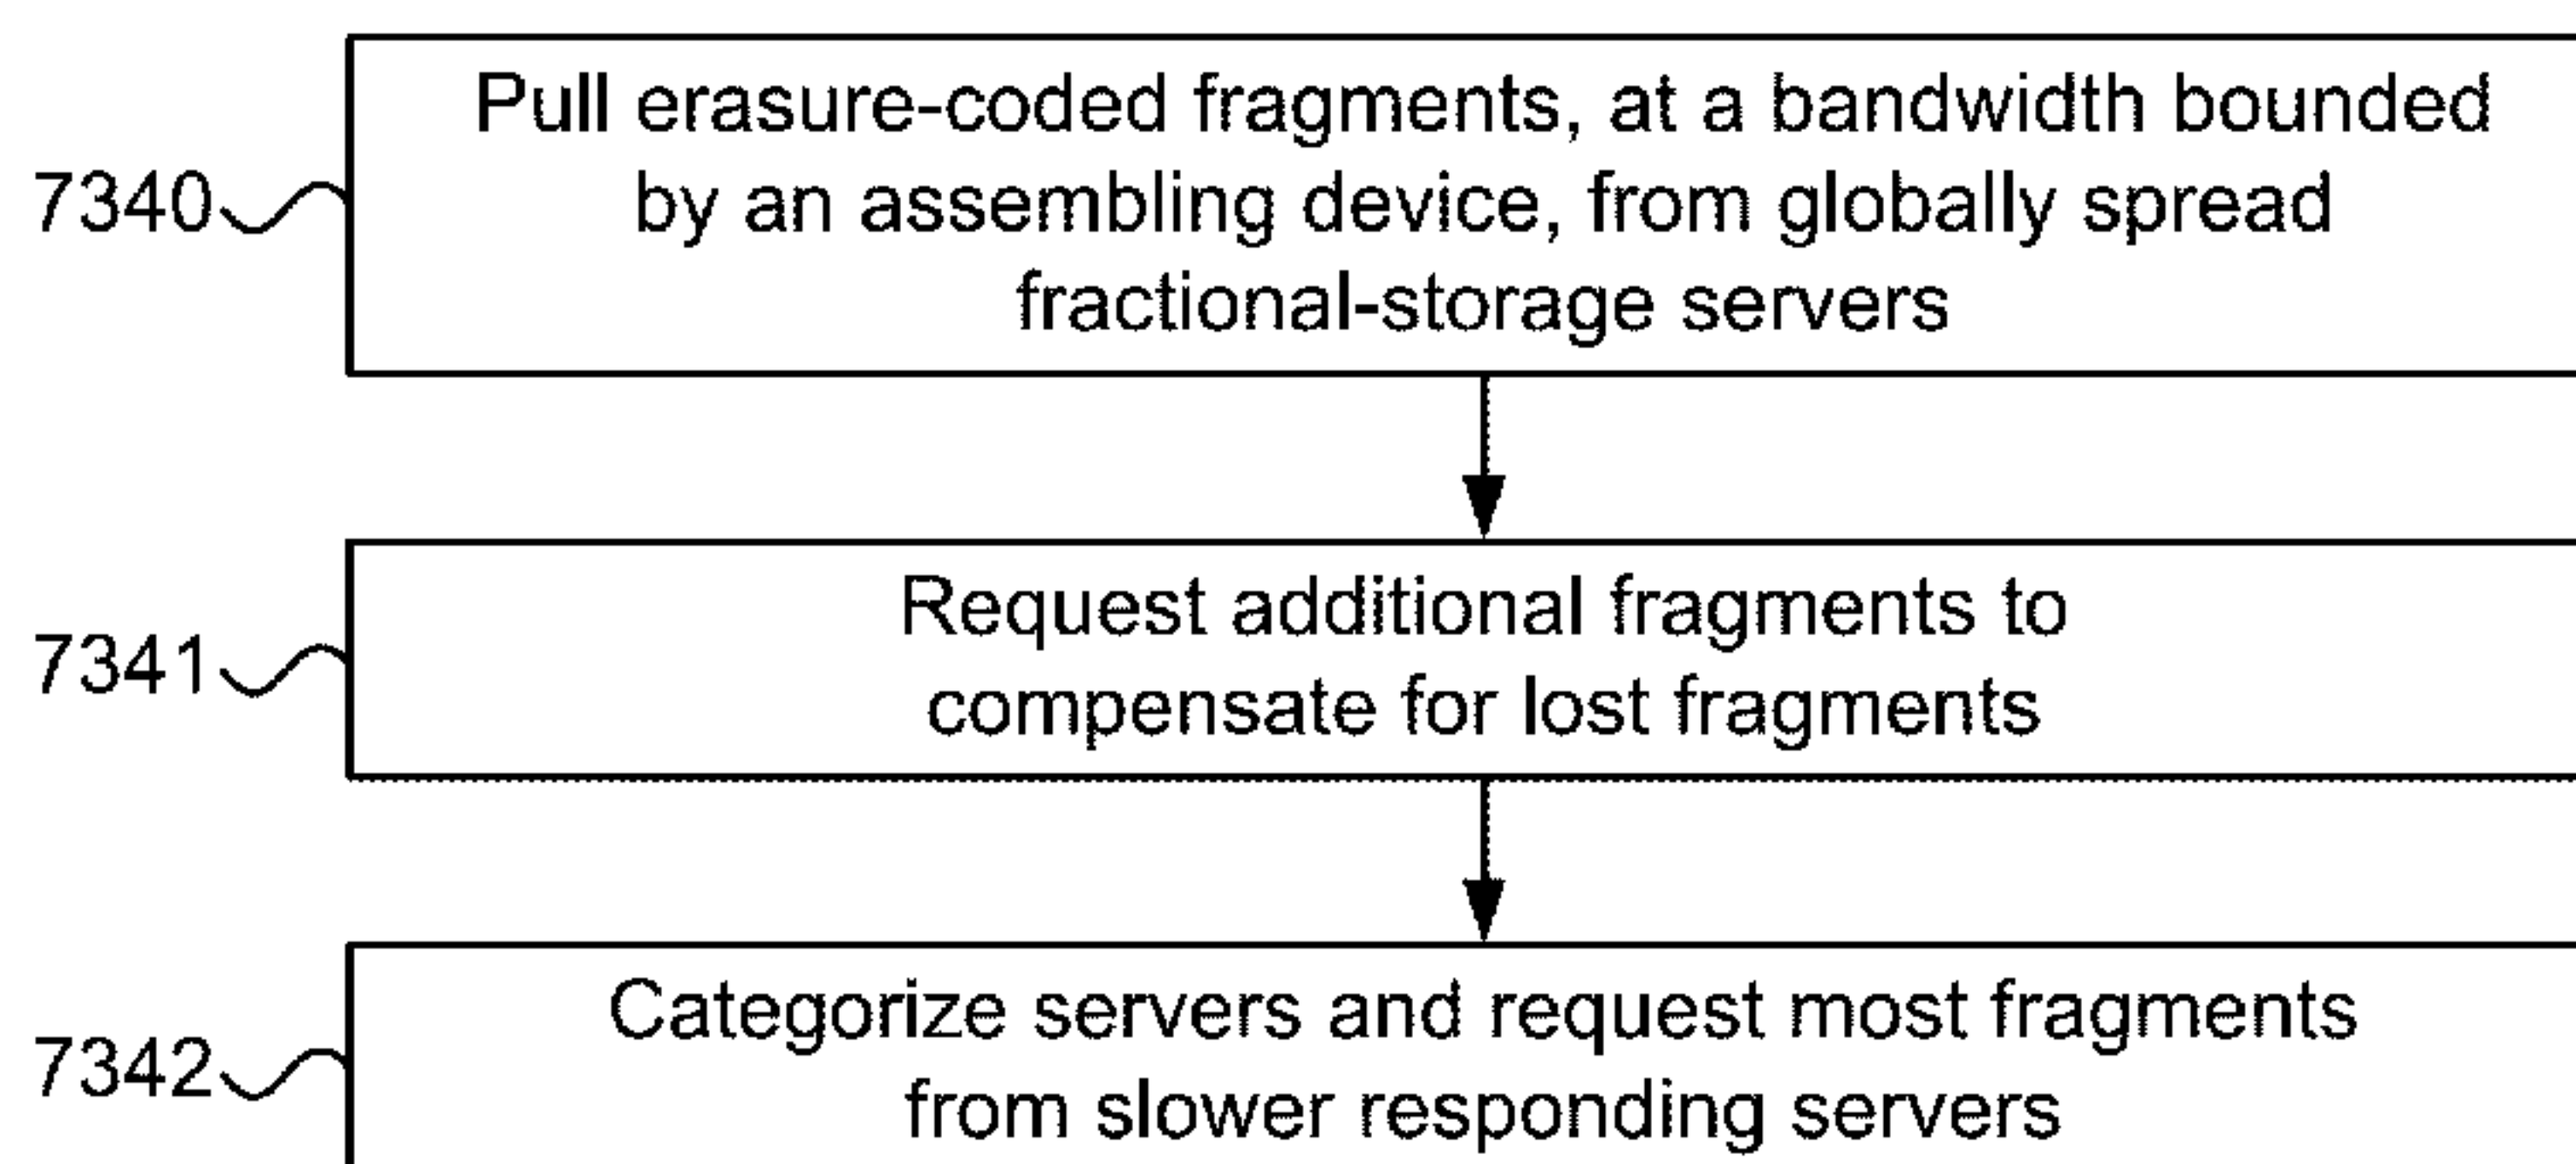 Pull erasure-coded fragments, at a bandwidth bounded
by an assembling device, from globally spread
fractional-storage servers
7340
Request additional fragments to
compensate for lost fragments
7341
Categorize servers and request most fragments
from slower responding servers
7342